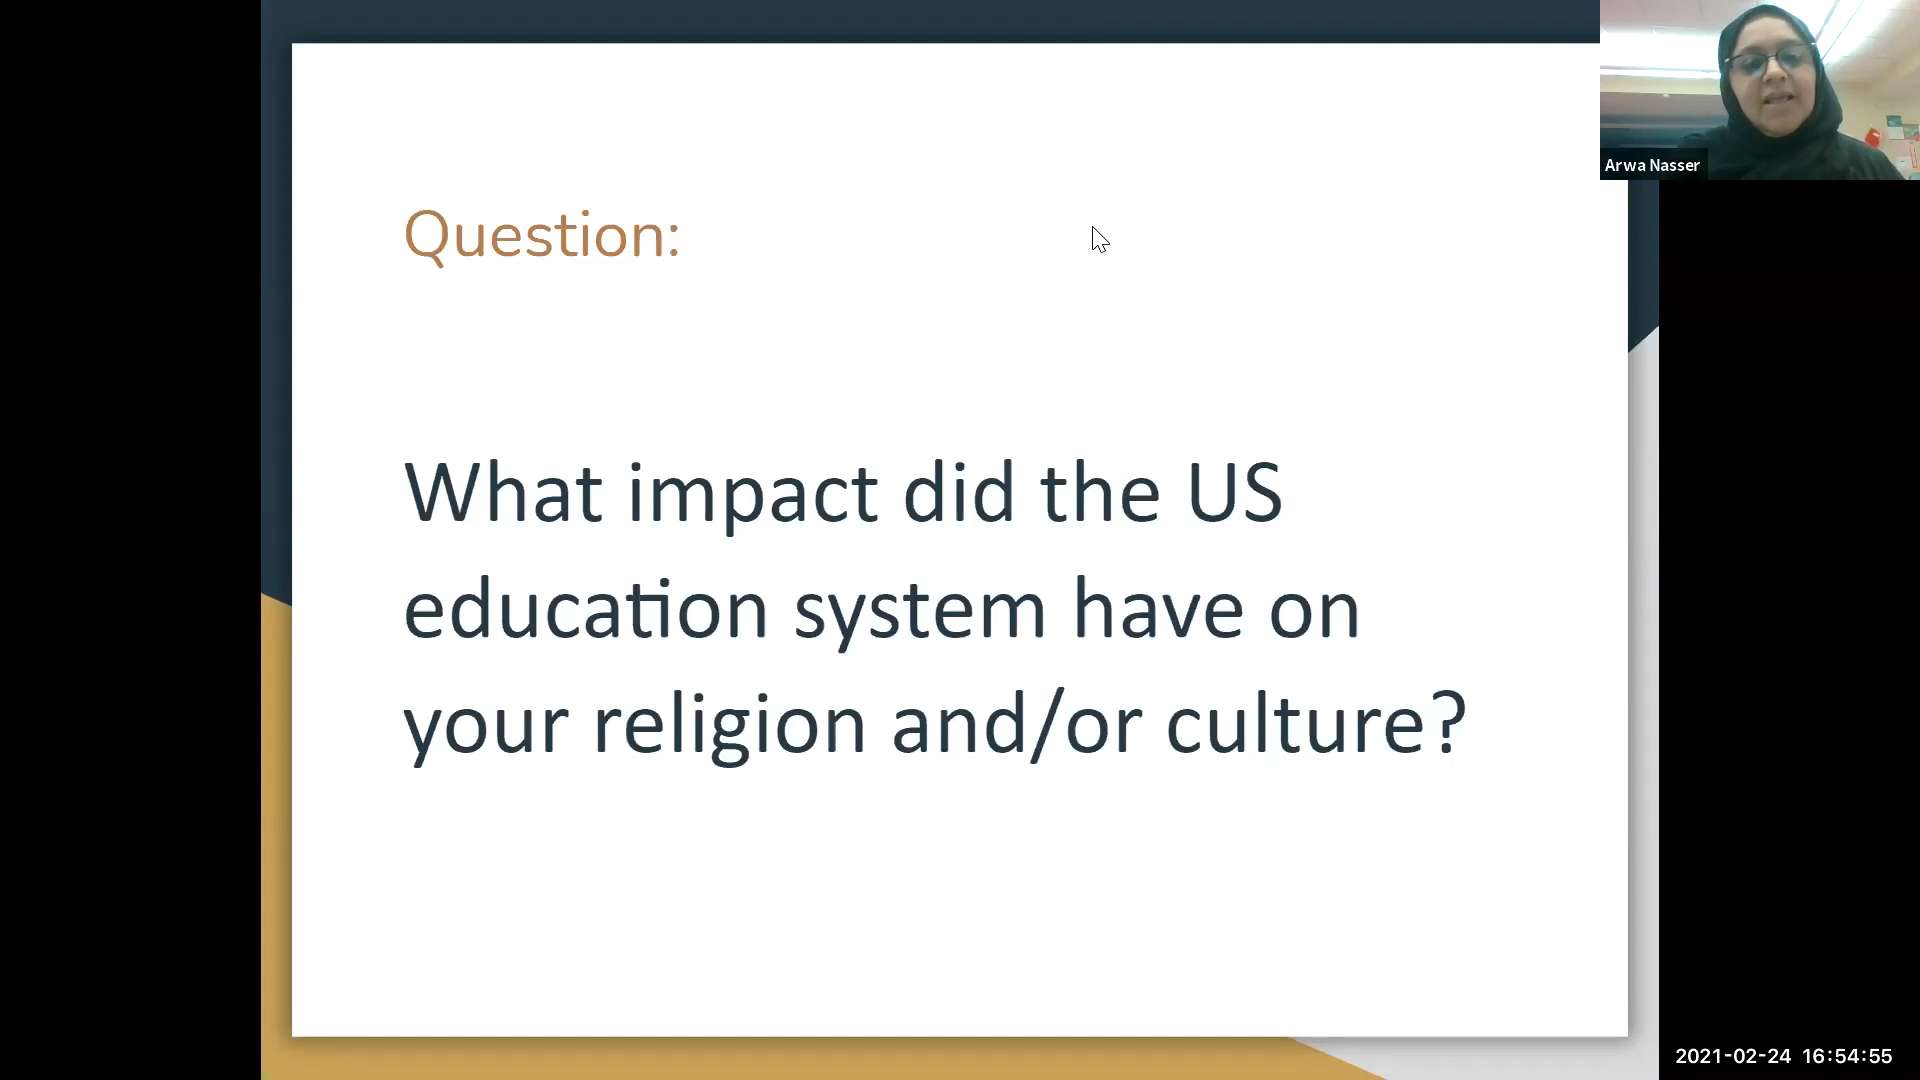 Arwa Nasser
Question:
What impact did the US
education system have on
your religion and/or culture?
2021-02-24 16:54:55